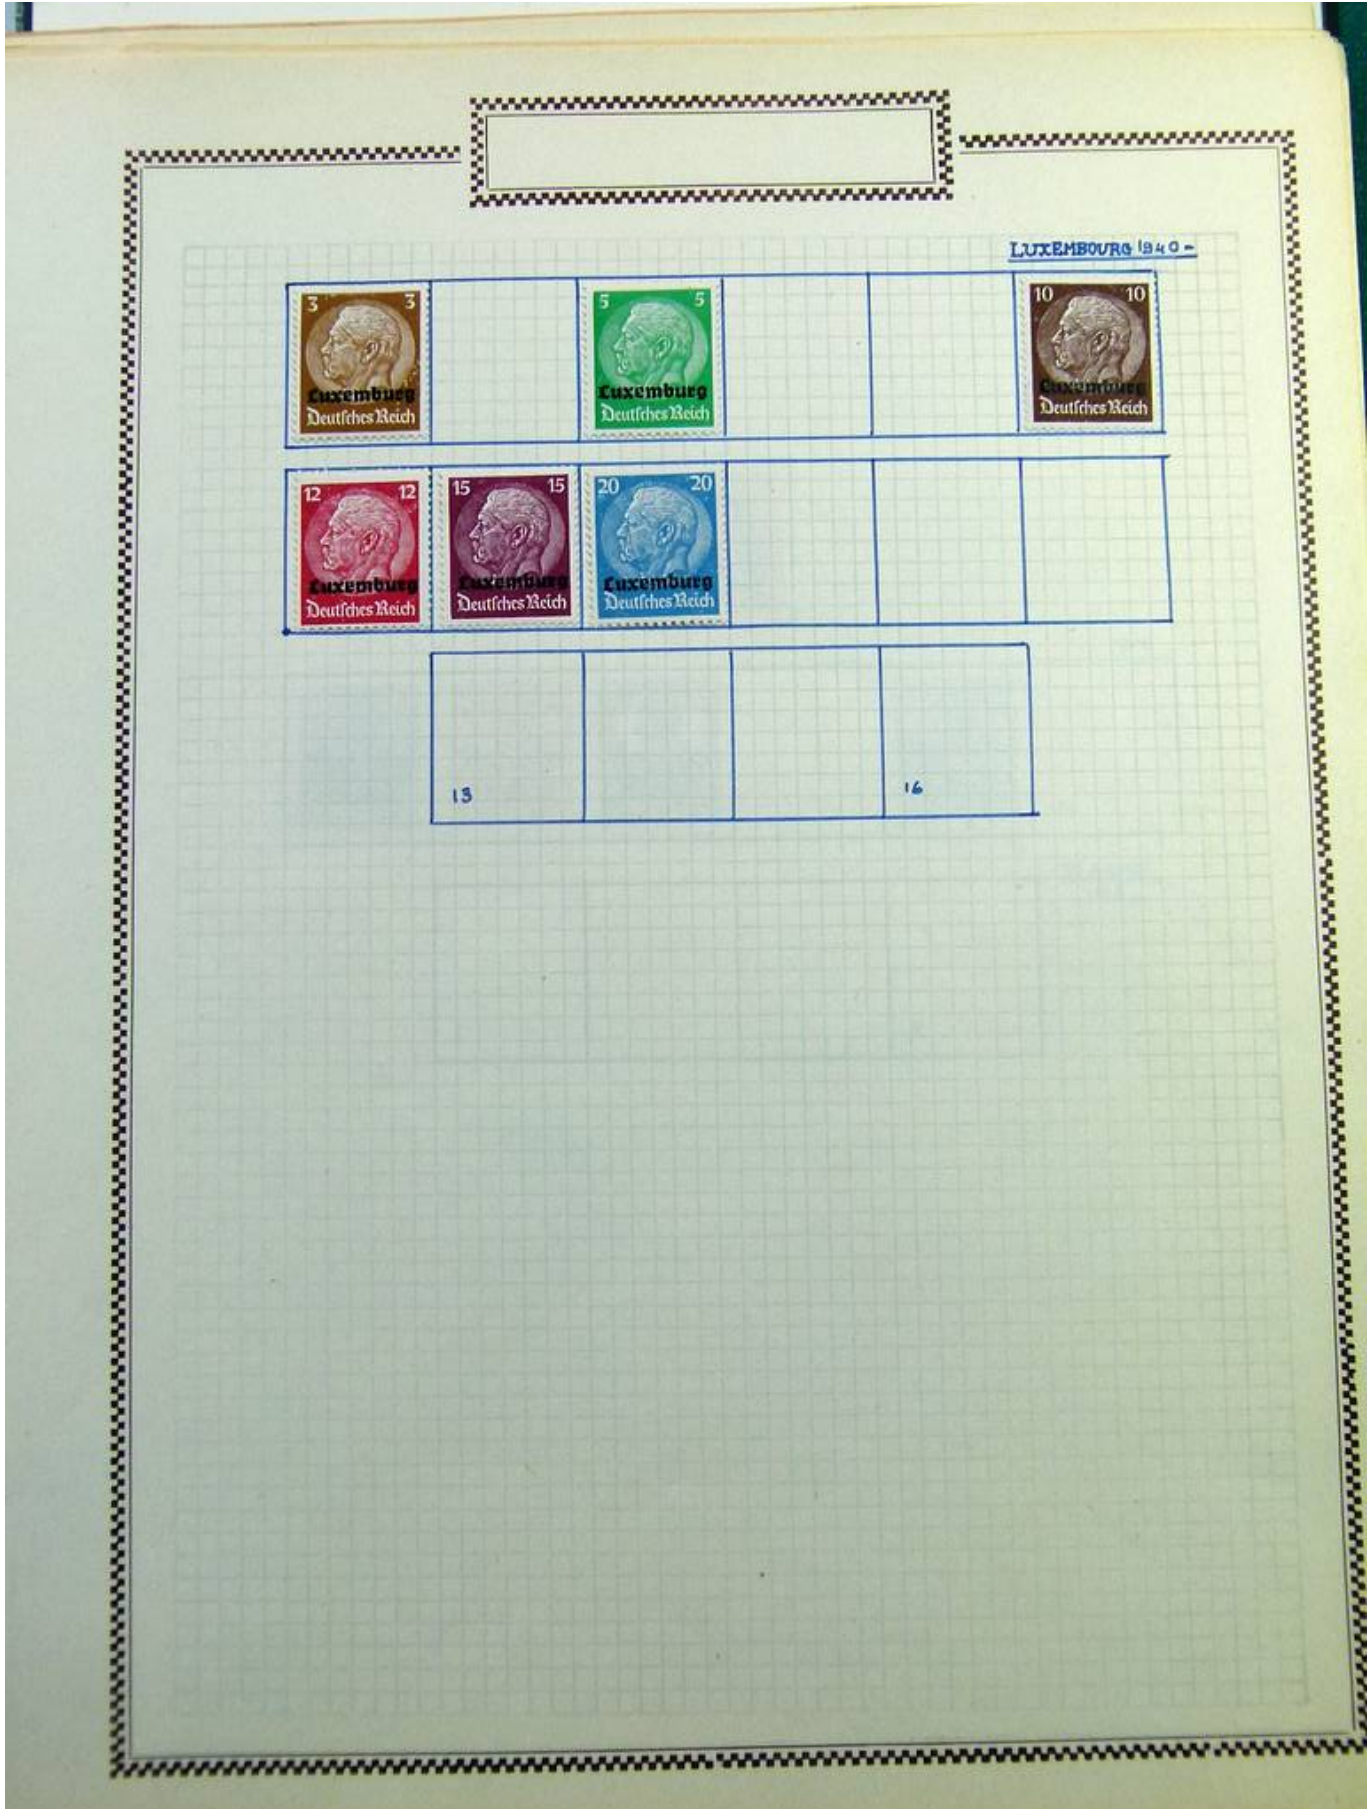 LUXEMBOURG 1940-
3 3
Luxemburg
Deutsches Reich
5 5
Luxemburg
Deutsches Reich
10 10
Luxemburg
Deutsches Reich
12 12
Luxemburg
Deutsches Reich
15 15
Luxemburg
Deutsches Reich
20 20
Luxemburg
Deutsches Reich
13
16